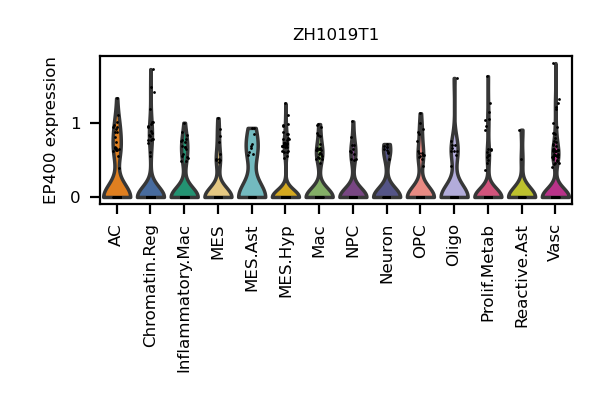 ZH1019T1
EP400 expression
1
0
AC
Chromatin.Reg
Inflammatory.Mac
MES
MES.Ast
MES.Hyp
Mac
NPC
Neuron
OPC
Oligo
Prolif.Metab
Reactive.Ast
Vasc